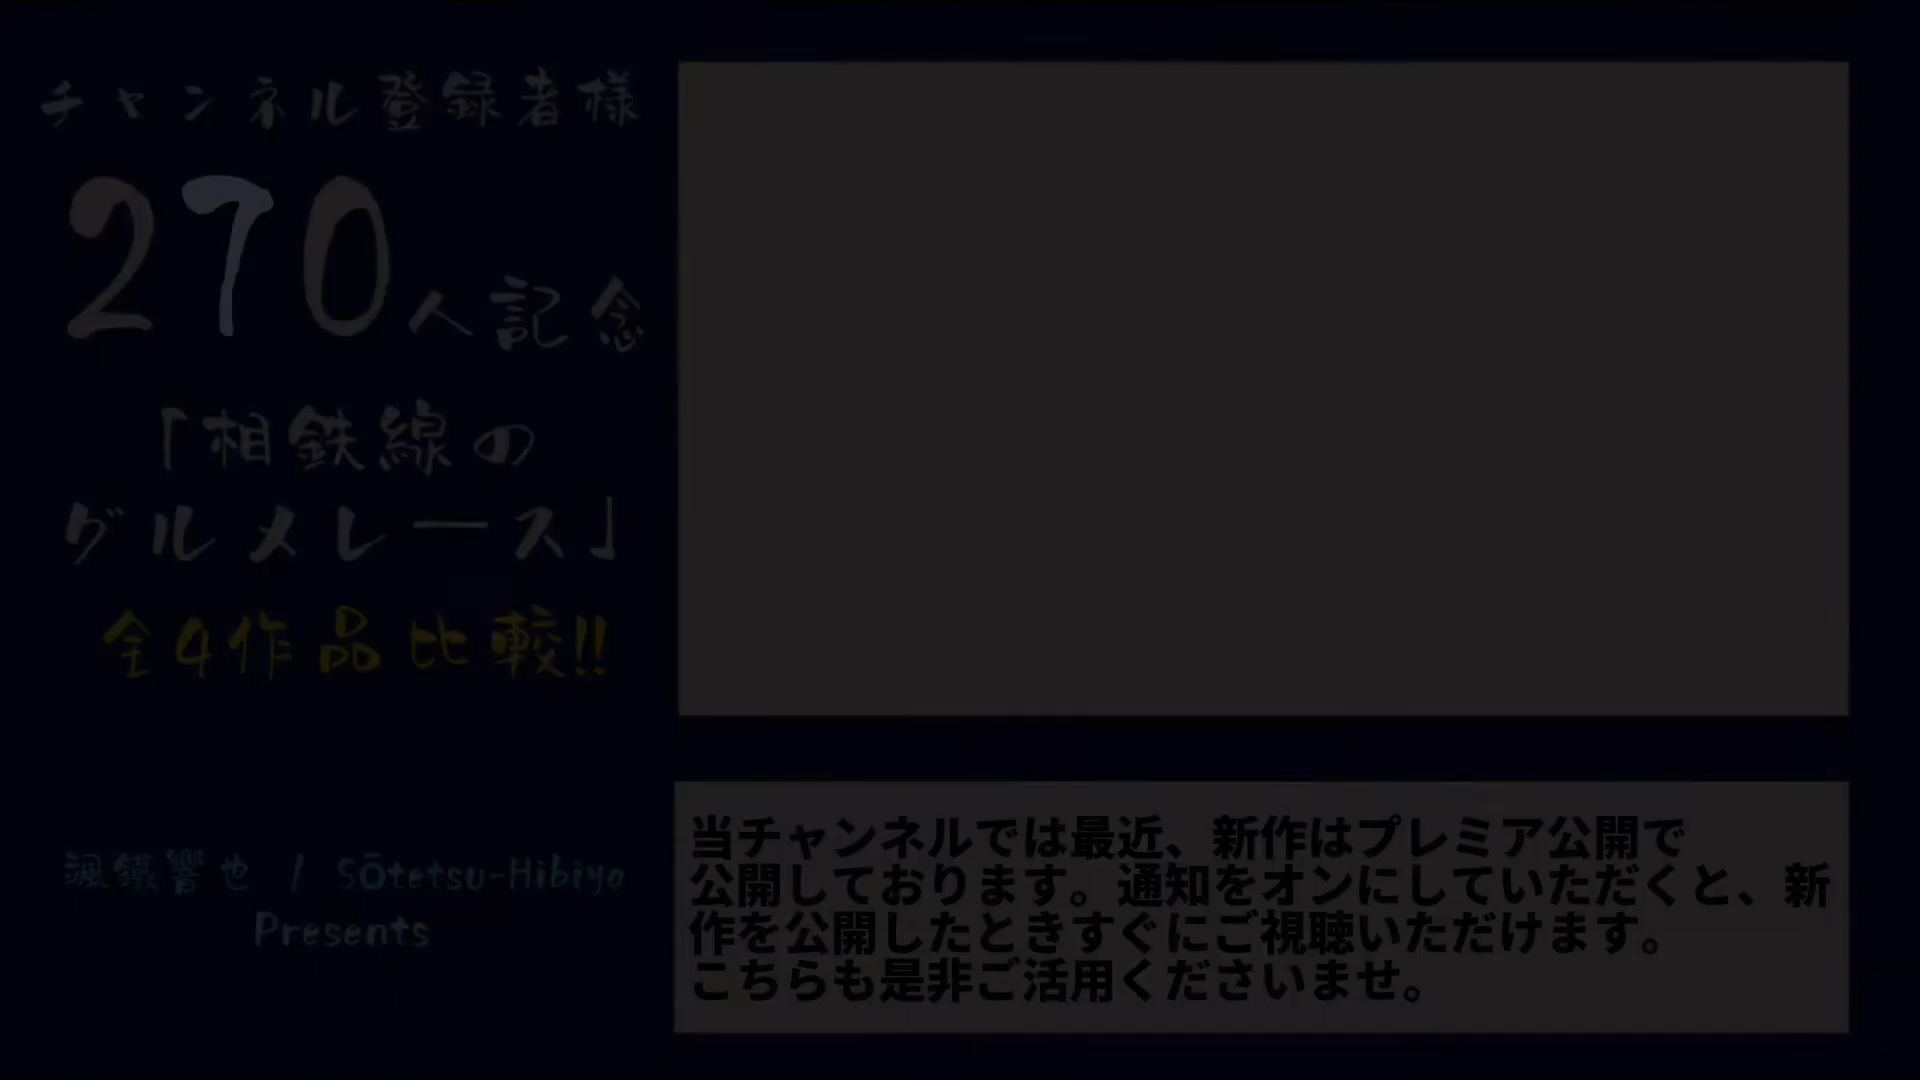 チャンネル登録者様
270人記念
「相鉄線の
グルメレース」
全4作品比較!!
颯鐵響也 / Sōtetsu-Hibiya
Presents
当チャンネルでは最近、新作はプレミア公開で
公開しております。通知をオンにしていただくと、新
作を公開したときすぐにご視聴いただけます。
こちらも是非ご活用くださいませ。